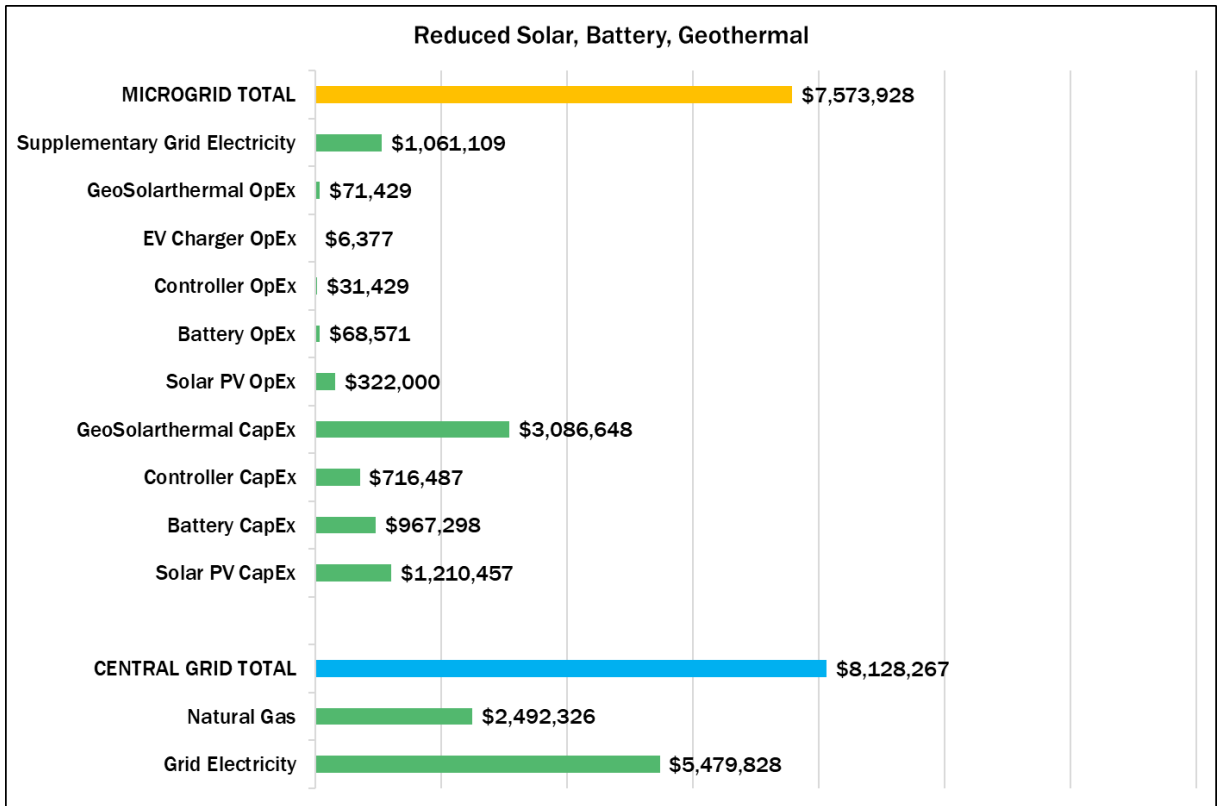 Reduced Solar, Battery, Geothermal
MICROGRID TOTAL $7,573,928
Supplementary Grid Electricity $1,061,109
GeoSolarthermal OpEx $71,429
EV Charger OpEx $6,377
Controller OpEx $31,429
Battery OpEx $68,571
Solar PV OpEx $322,000
GeoSolarthermal CapEx $3,086,648
Controller CapEx $716,487
Battery CapEx $967,298
Solar PV CapEx $1,210,457
CENTRAL GRID TOTAL $8,128,267
Natural Gas $2,492,326
Grid Electricity $5,479,828